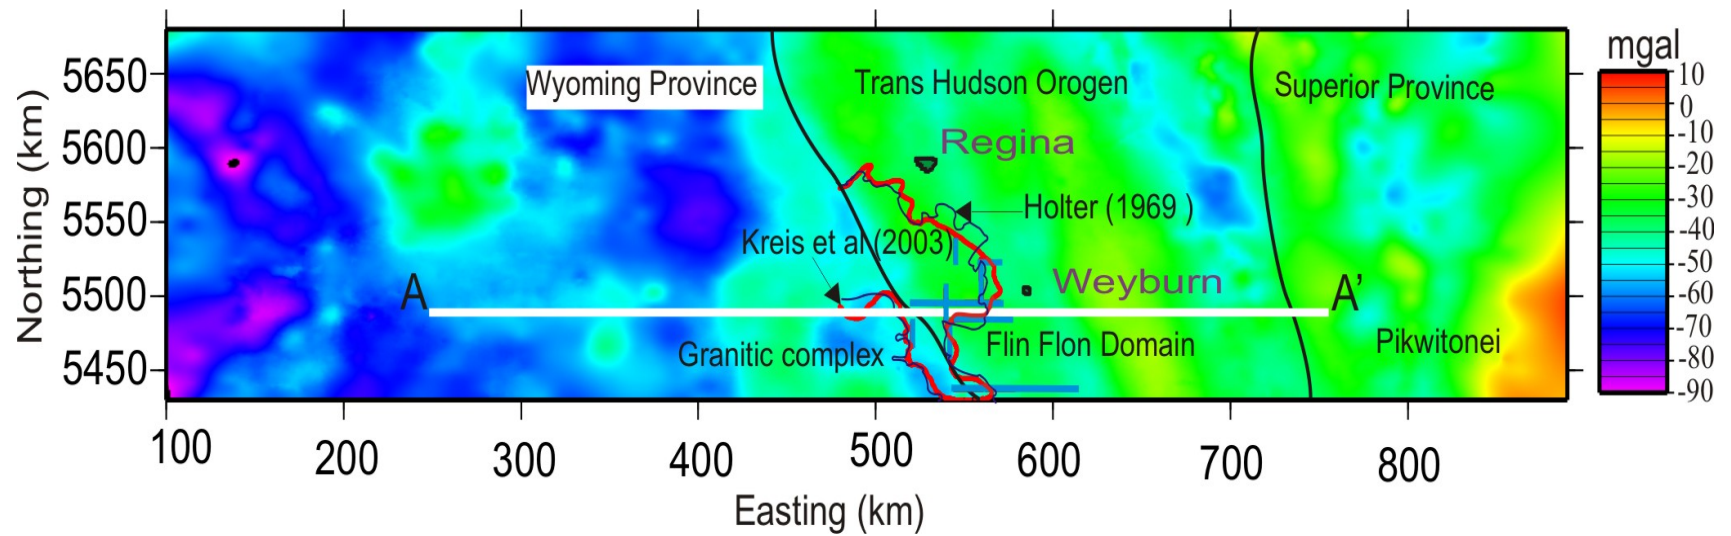 mgal
Wyoming Province
Trans Hudson Orogen
Superior Province
Regina
Holter (1969 )
Kreis et al (2003)
Weyburn
A
A’
Granitic complex
Flin Flon Domain
Pikwitonei
Northing (km)
5650
5600
5550
5500
5450
100 200 300 400 500 600 700 800
Easting (km)
10
0
-10
-20
-30
-40
-50
-60
-70
-80
-90